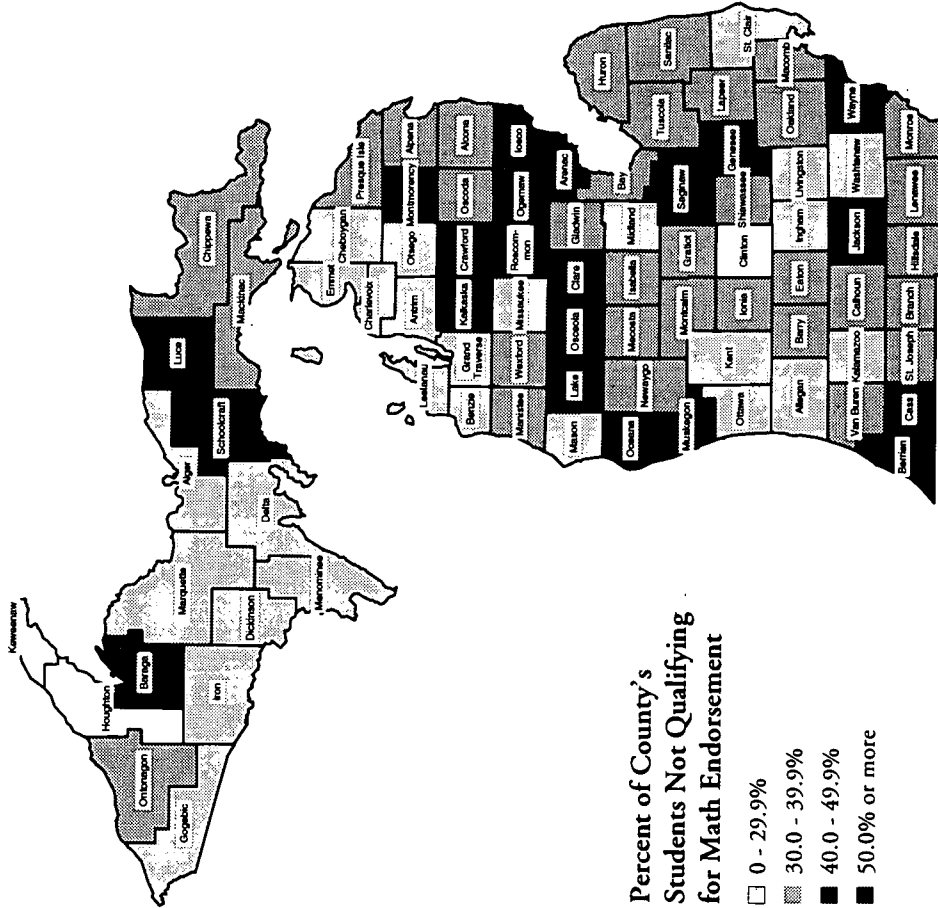 Keweenaw
Houghton
Baraga
Ontonagon
Gogebic
Iron
Marquette
Dickinson
Menominee
Delta
Alger
Schoolcraft
Luce
Chippewa
Mackinac
Emmet
Cheboygan
Presque Isle
Charlevoix
Antrim
Otsego
Montmorency
Alpena
Leelanau
Benzie
Grand
Traverse
Kalkaska
Crawford
Oscoda
Alcona
Manistee
Wexford
Missaukee
Roscom-
mon
Ogemaw
Iosco
Mason
Lake
Osceola
Clare
Gladwin
Arenac
Oceana
Newaygo
Mecosta
Isabella
Midland
Bay
Huron
Muskegon
Montcalm
Gratiot
Saginaw
Tuscola
Sanilac
Ottawa
Kent
Ionia
Clinton
Shiawassee
Genesee
Lapeer
St. Clair
Allegan
Barry
Eaton
Ingham
Livingston
Oakland
Macomb
Van Buren
Kalamazoo
Calhoun
Jackson
Washtenaw
Wayne
Berrien
Cass
St. Joseph
Branch
Hillsdale
Lenawee
Monroe
Percent of County's
Students Not Qualifying
for Math Endorsement
0 - 29.9%
30.0 - 39.9%
40.0 - 49.9%
50.0% or more